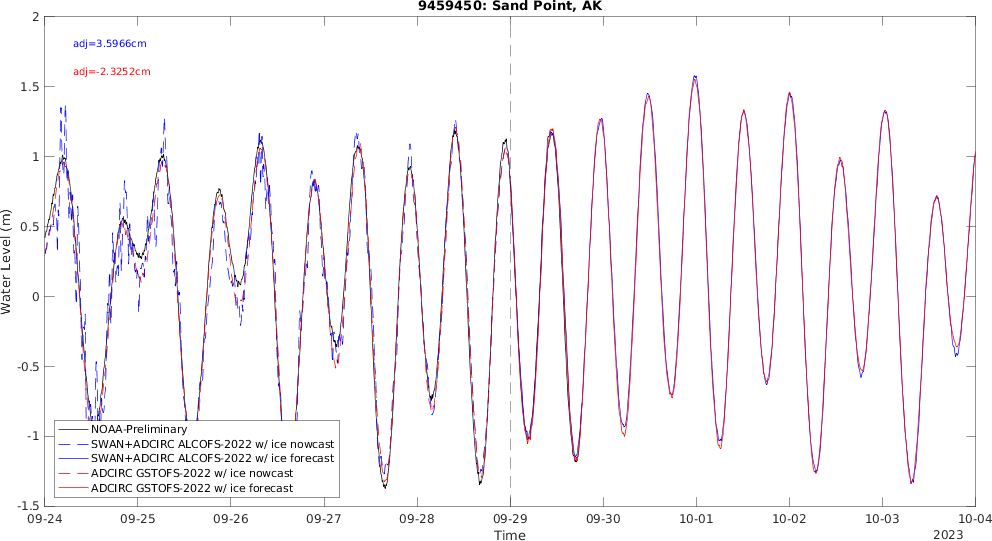 9459450: Sand Point, AK
adj=3.5966cm
adj=-2.3252cm
Water Level (m)
2
1.5
1
0.5
0
-0.5
-1
-1.5
NOAA-Preliminary
SWAN+ADCIRC ALCOFS-2022 w/ ice nowcast
SWAN+ADCIRC ALCOFS-2022 w/ ice forecast
ADCIRC GSTOFS-2022 w/ ice nowcast
ADCIRC GSTOFS-2022 w/ ice forecast
09-24 09-25 09-26 09-27 09-28 09-29 09-30 10-01 10-02 10-03 10-04
Time
2023